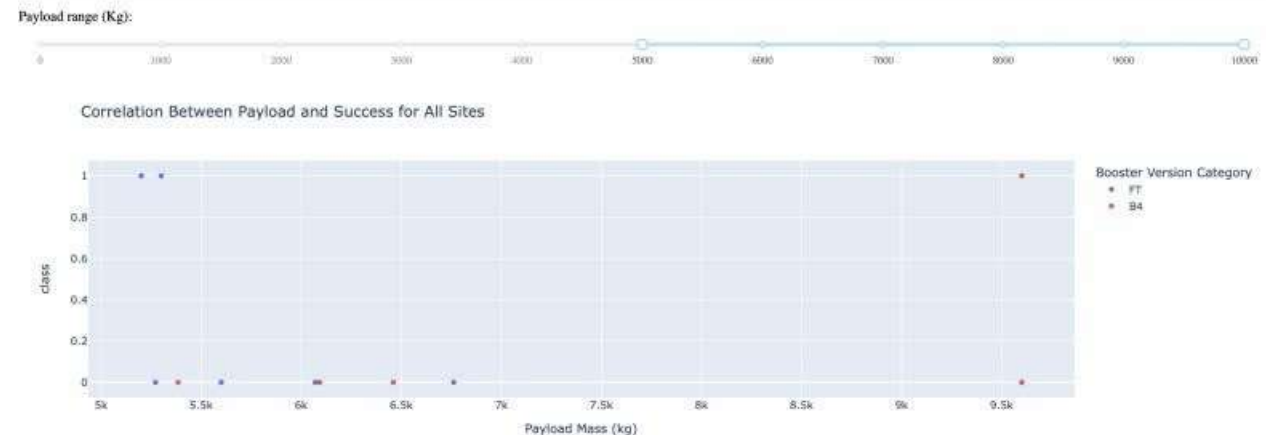 Payload range (Kg):
0 1000 2000 3000 4000 5000 6000 7000 8000 9000 10000
Correlation Between Payload and Success for All Sites
1
0.8
0.6
0.4
0.2
0
class
5k 5.5k 6k 6.5k 7k 7.5k 8k 8.5k 9k 9.5k
Payload Mass (kg)
Booster Version Category
FT
B4